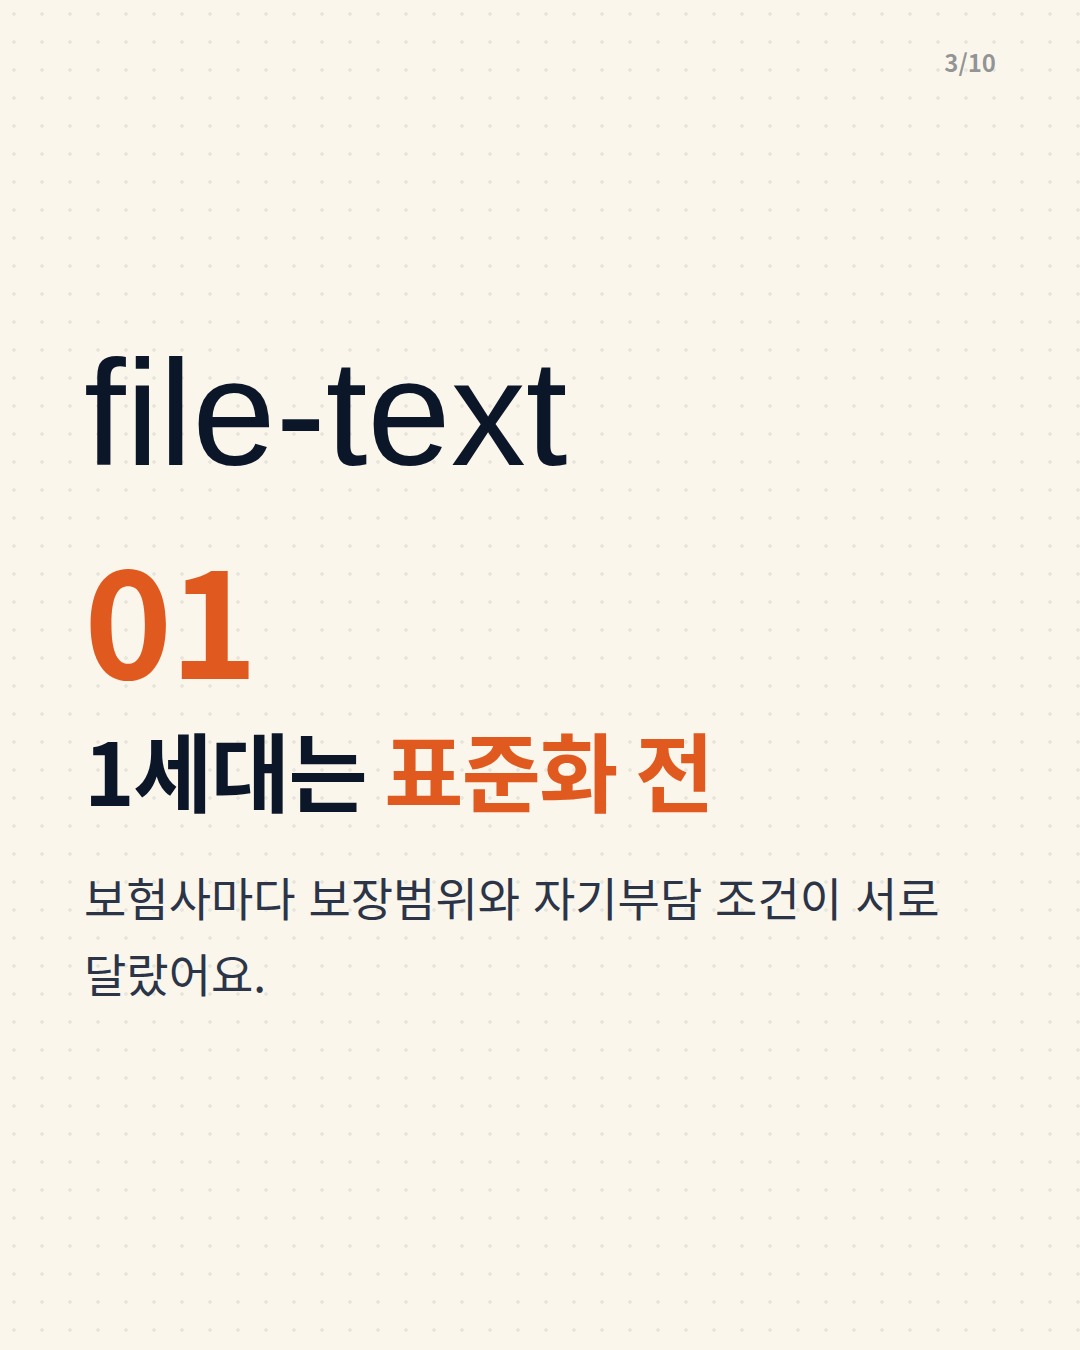 3/10
file-text
01
1세대는 표준화 전
보험사마다 보장범위와 자기부담 조건이 서로
달랐어요.